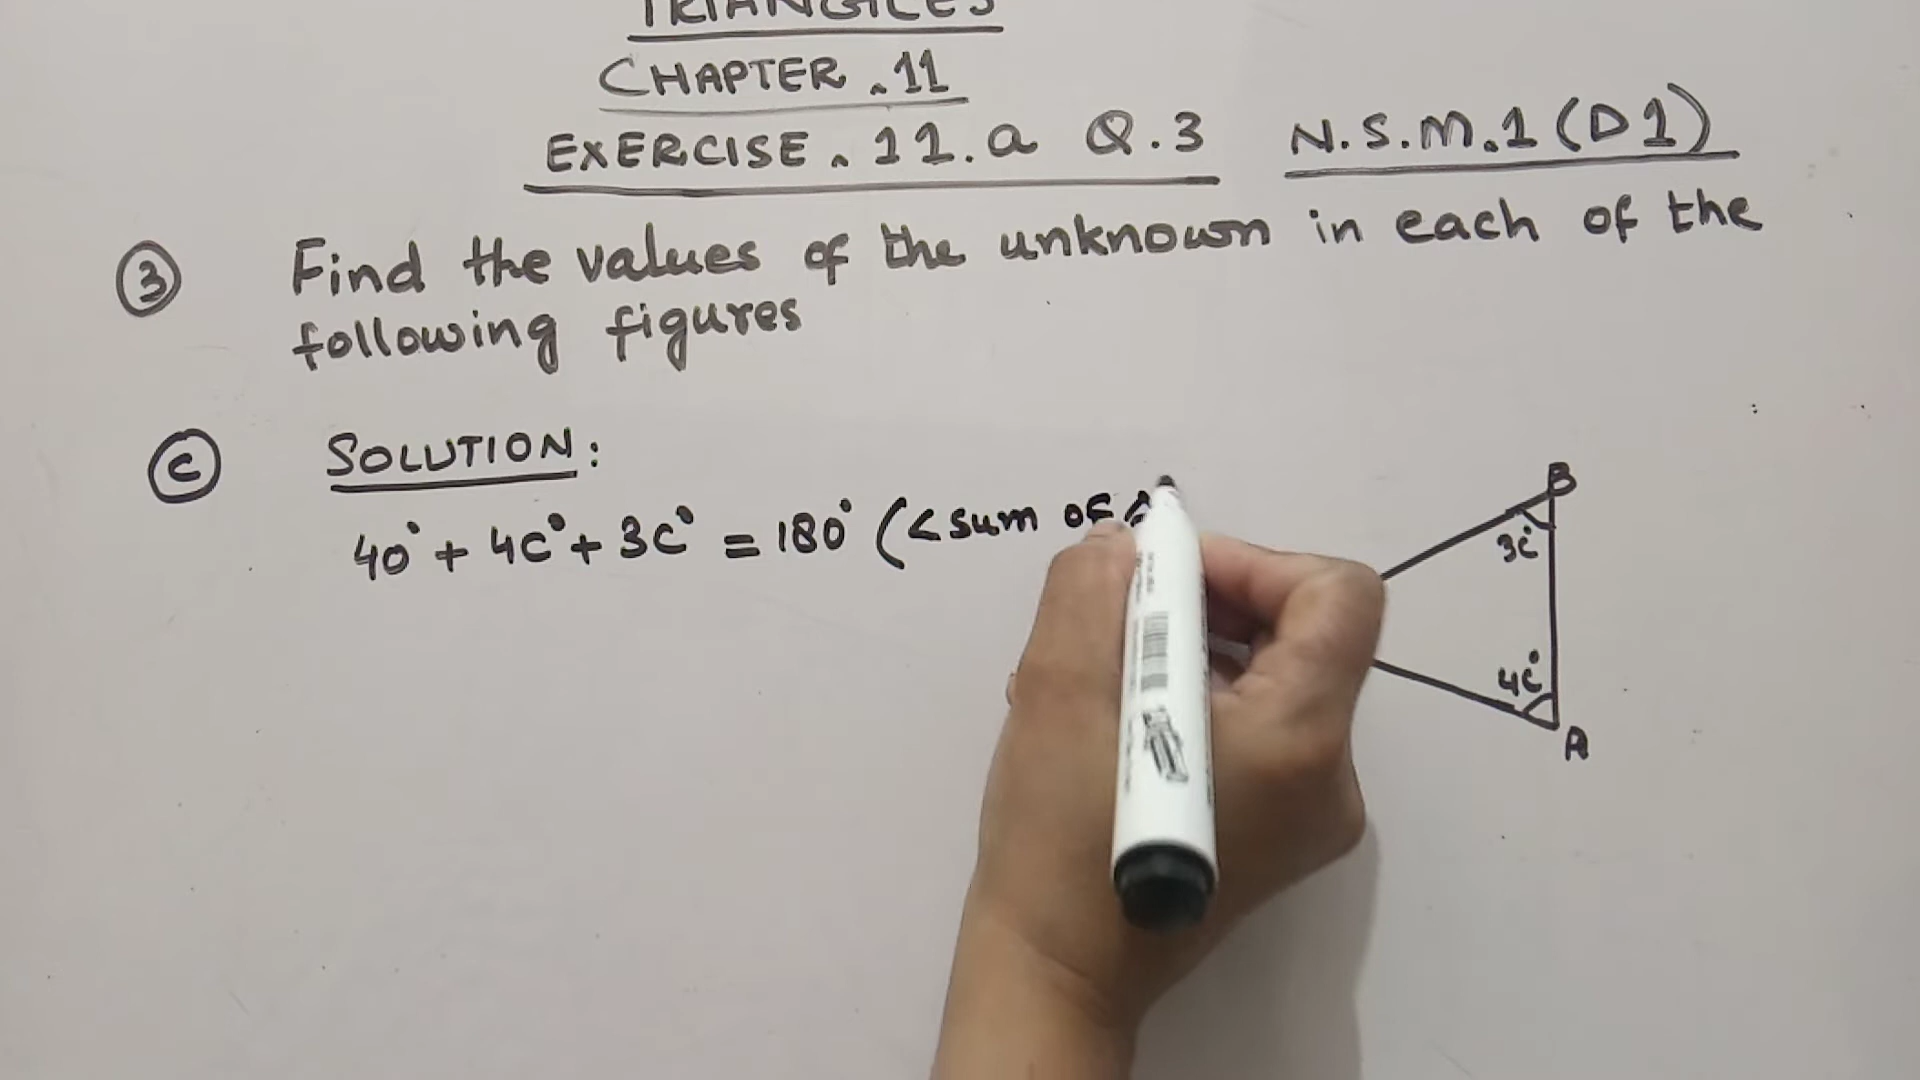 TRIANGLES
CHAPTER .11
EXERCISE . 11.a Q.3 N.S.M.1 (D1)
3 Find the values of the unknown in each of the
following figures
C SOLUTION:
40° + 4c° + 3c° = 180° (< sum of
B
3c°
4c°
A